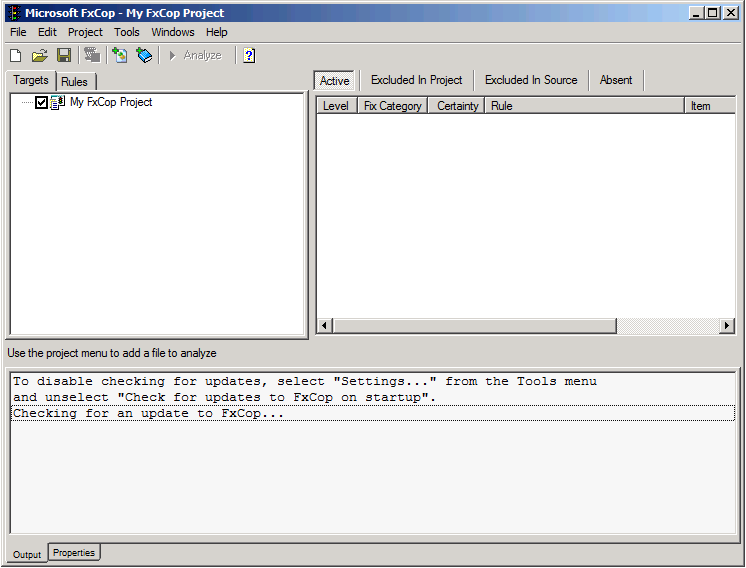 Microsoft FxCop - My FxCop Project
File Edit Project Tools Windows Help
Analyze
Targets Rules
My FxCop Project
Active Excluded In Project Excluded In Source Absent
Level Fix Category Certainty Rule Item
Use the project menu to add a file to analyze
To disable checking for updates, select "Settings..." from the Tools menu
and unselect "Check for updates to FxCop on startup".
Checking for an update to FxCop...
Output Properties